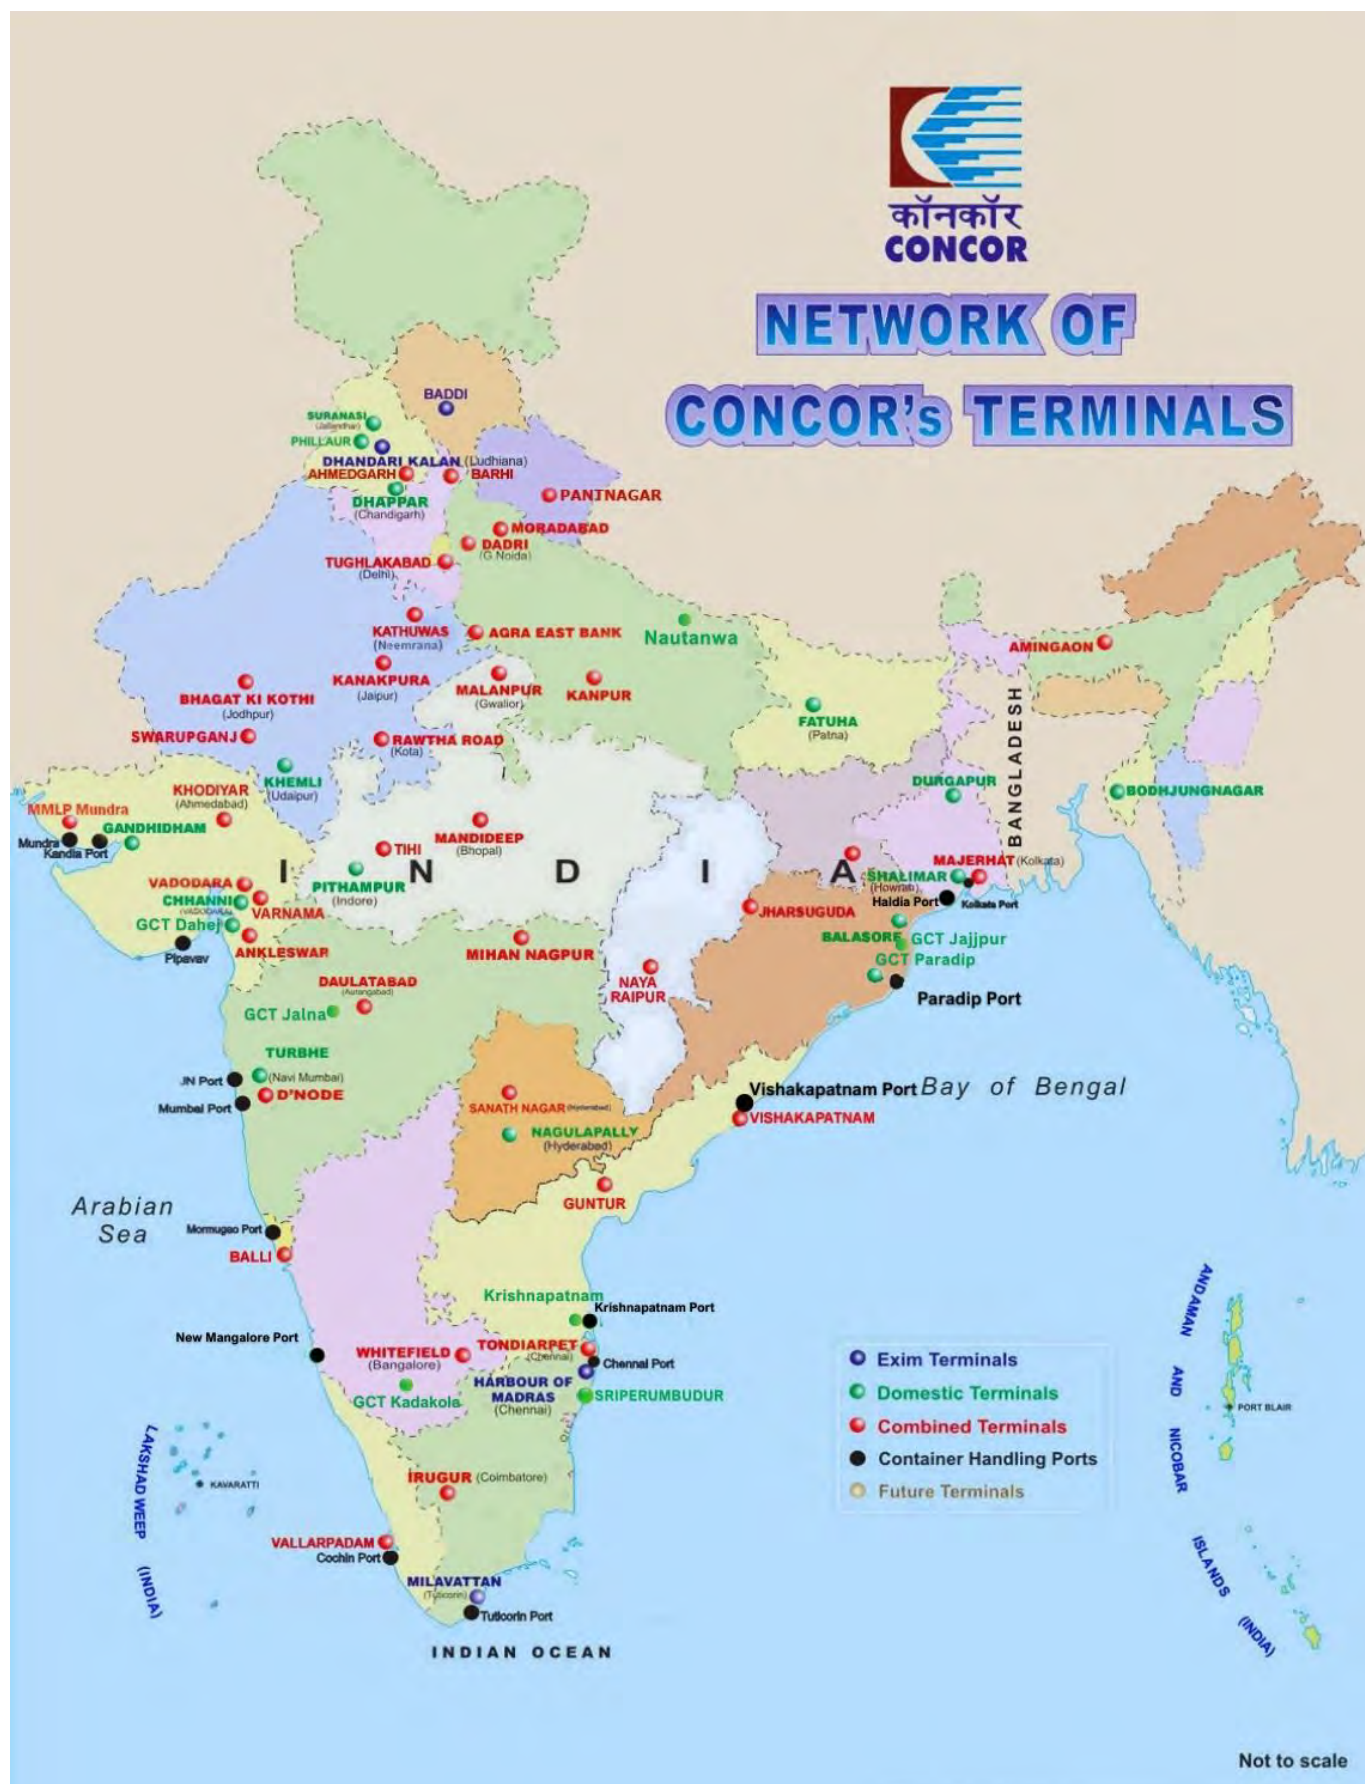 कॉनकॉर
CONCOR
NETWORK OF
CONCOR's TERMINALS
BADDI
SURANASI
(Jallandhar)
PHILLAUR
DHANDARI KALAN (Ludhiana)
AHMEDGARH
BARHI
DHAPPAR
(Chandigarh)
PANTNAGAR
MORADABAD
DADRI
(G.Noida)
TUGHLAKABAD
(Delhi)
KATHUWAS
(Neemrana)
AGRA EAST BANK
Nautanwa
AMINGAON
KANAKPURA
(Jaipur)
MALANPUR
(Gwalior)
KANPUR
BHAGAT KI KOTHI
(Jodhpur)
FATUHA
(Patna)
SWARUPGANJ
RAWTHA ROAD
(Kota)
BANGLADESH
KHEMLI
(Udaipur)
DURGAPUR
BODHJUNGNAGAR
KHODIYAR
(Ahmedabad)
MMLP Mundra
GANDHIDHAM
Mundra
Kandla Port
MANDIDEEP
(Bhopal)
TIHI
INDIA
PITHAMPUR
(Indore)
MAJERHAT (Kolkata)
SHALIMAR
(Howrah)
Haldia Port
Kolkata Port
VADODARA
CHHANNI
(VADODARA)
VARNAMA
GCT Dahej
JHARSUGUDA
BALASORE
GCT Jajjpur
ANKLESWAR
Pipavav
MIHAN NAGPUR
GCT Paradip
DAULATABAD
(Aurangabad)
NAYA
RAIPUR
Paradip Port
GCT Jalna
TURBHE
(Navi Mumbai)
JN Port
D'NODE
Mumbai Port
Vishakapatnam Port
Bay of Bengal
SANATH NAGAR (Hyderabad)
VISHAKAPATNAM
NAGULAPALLY
(Hyderabad)
GUNTUR
Arabian
Sea
Mormugao Port
BALLI
Krishnapatnam
Krishnapatnam Port
New Mangalore Port
WHITEFIELD
(Bangalore)
TONDIARPET
(Chennai)
Chennai Port
HARBOUR OF
MADRAS
(Chennai)
SRIPERUMBUDUR
GCT Kadakola
Exim Terminals
Domestic Terminals
Combined Terminals
Container Handling Ports
Future Terminals
ANDAMAN AND NICOBAR ISLANDS (INDIA)
PORT BLAIR
LAKSHAD WEEP (INDIA)
KAVARATTI
IRUGUR (Coimbatore)
VALLARPADAM
Cochin Port
MILAVATTAN
(Tuticorin)
Tuticorin Port
INDIAN OCEAN
Not to scale